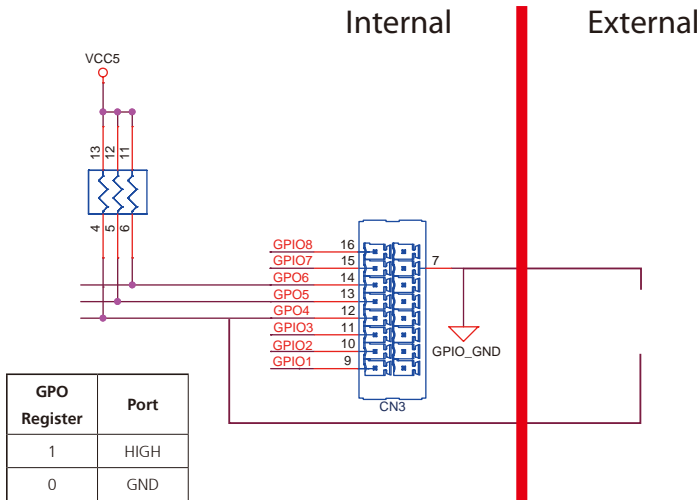 Internal External
VCC5
13 12 11
4 5 6
GPIO8 16
GPIO7 15 7
GPO6 14
GPO5 13
GPO4 12
GPIO3 11
GPIO2 10 GPIO_GND
GPIO1 9
CN3
GPO Register Port
1 HIGH
0 GND